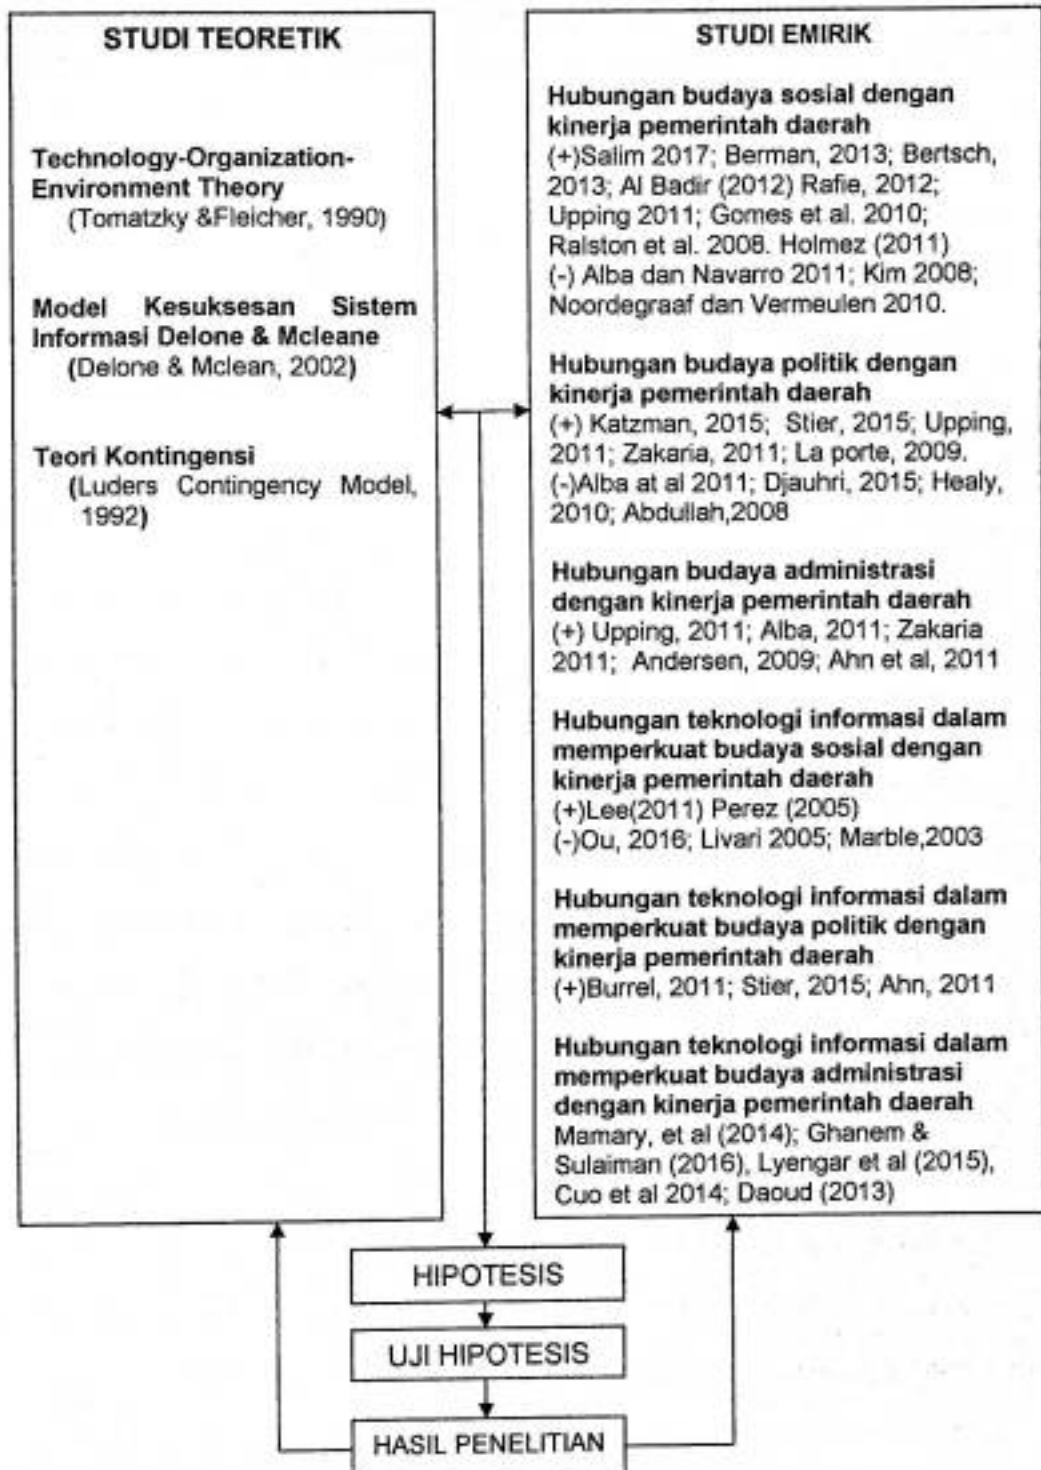 STUDI TEORETIK
Technology-Organization-
Environment Theory
(Tomatzky &Fleicher, 1990)
Model Kesuksesan Sistem
Informasi Delone & Mcleane
(Delone & Mclean, 2002)
Teori Kontingensi
(Luders Contingency Model,
1992)
STUDI EMIRIK
Hubungan budaya sosial dengan
kinerja pemerintah daerah
(+)Salim 2017; Berman, 2013; Bertsch,
2013; Al Badir (2012) Rafie, 2012;
Upping 2011; Gomes et al. 2010;
Ralston et al. 2008. Holmez (2011)
(-) Alba dan Navarro 2011; Kim 2008;
Noordegraaf dan Vermeulen 2010.
Hubungan budaya politik dengan
kinerja pemerintah daerah
(+) Katzman, 2015; Stier, 2015; Upping,
2011; Zakaria, 2011; La porte, 2009.
(-)Alba at al 2011; Djauhri, 2015; Healy,
2010; Abdullah,2008
Hubungan budaya administrasi
dengan kinerja pemerintah daerah
(+) Upping, 2011; Alba, 2011; Zakaria
2011; Andersen, 2009; Ahn et al, 2011
Hubungan teknologi informasi dalam
memperkuat budaya sosial dengan
kinerja pemerintah daerah
(+)Lee(2011) Perez (2005)
(-)Ou, 2016; Livari 2005; Marble,2003
Hubungan teknologi informasi dalam
memperkuat budaya politik dengan
kinerja pemerintah daerah
(+)Burrel, 2011; Stier, 2015; Ahn, 2011
Hubungan teknologi informasi dalam
memperkuat budaya administrasi
dengan kinerja pemerintah daerah
Mamary, et al (2014); Ghanem &
Sulaiman (2016), Lyengar et al (2015),
Cuo et al 2014; Daoud (2013)
HIPOTESIS
UJI HIPOTESIS
HASIL PENELITIAN